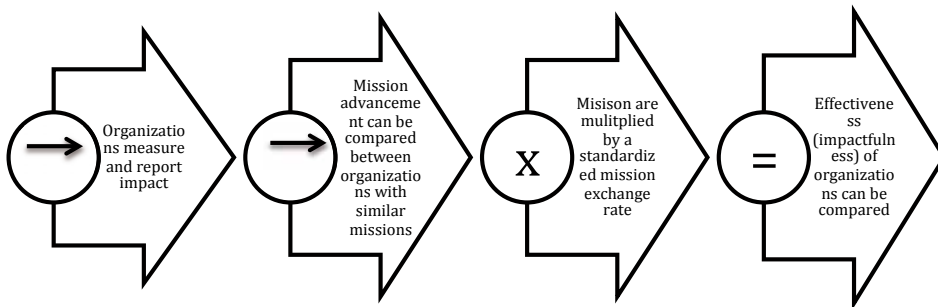 Organizatio
ns measure
and report
impact
Mission
advanceme
nt can be
compared
between
organizatio
ns with
similar
missions
X
Misison are
mulitplied
by a
standardiz
ed mission
exchange
rate
=
Effectivene
ss
(impactfuln
ess) of
organizatio
ns can be
compared